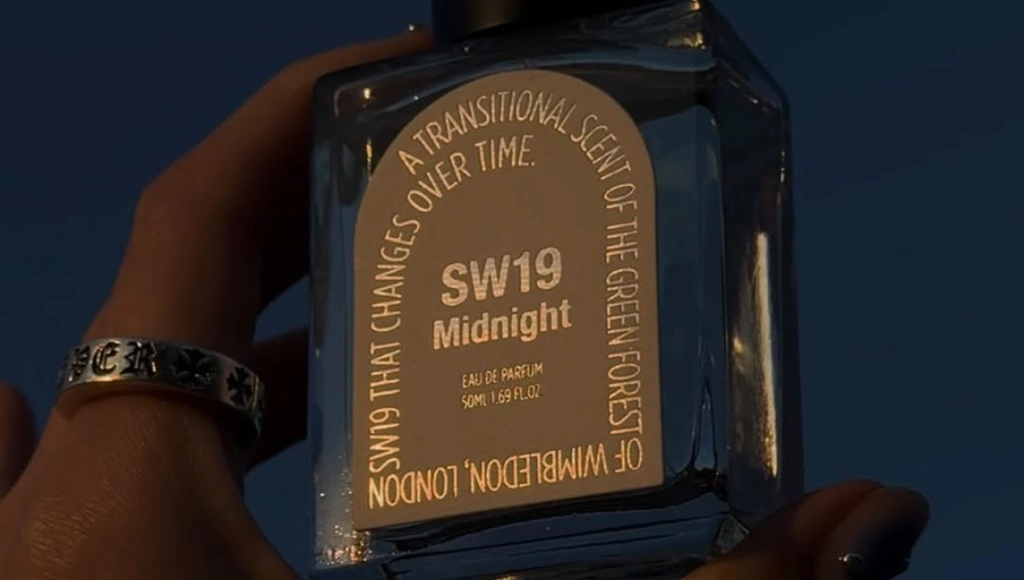 SW19 THAT CHANGES OVER TIME.
A TRANSITIONAL SCENT OF THE GREEN FOREST OF WIMBLEDON, LONDON
SW19
Midnight
EAU DE PARFUM
50ML 1.69 FL.OZ.